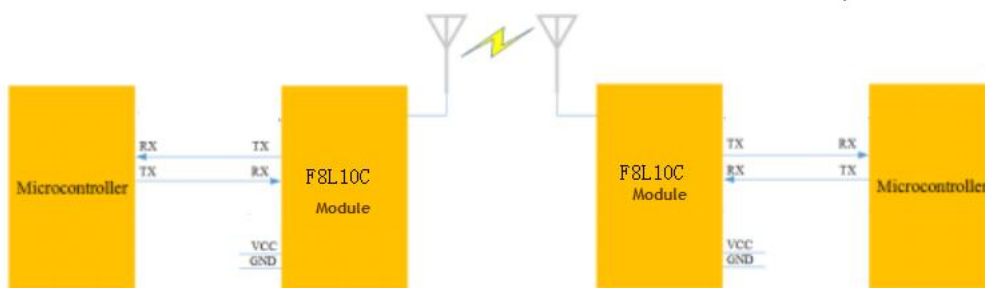 RX TX
TX RX
Microcontroller
F8L10C
Module
VCC
GND
TX RX
RX TX
F8L10C
Module
Microcontroller
VCC
GND